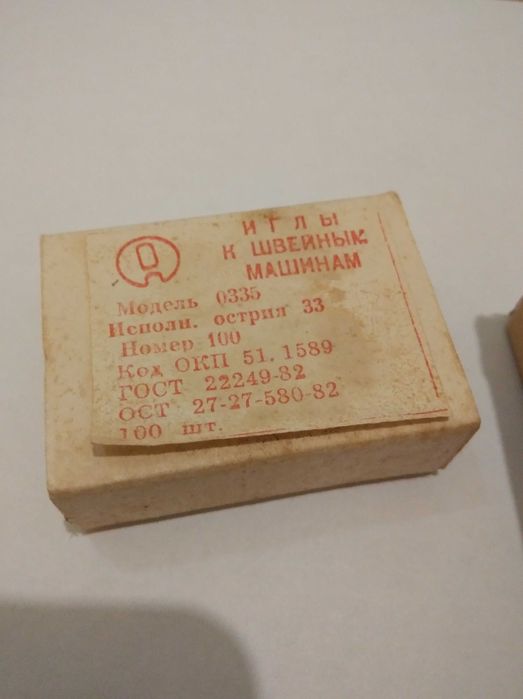 ИГЛЫ
К ШВЕЙНЫМ
МАШИНАМ
Модель 0335
Исполн. острия 33
Номер 100
Код ОКП 51.1589
ГОСТ 22249-82
ОСТ 27-27-580-82
100 шт.